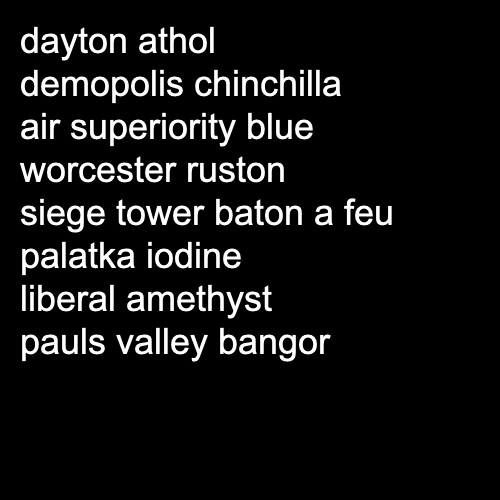 dayton athol
demopolis chinchilla
air superiority blue
worcester ruston
siege tower baton a feu
palatka iodine
liberal amethyst
pauls valley bangor